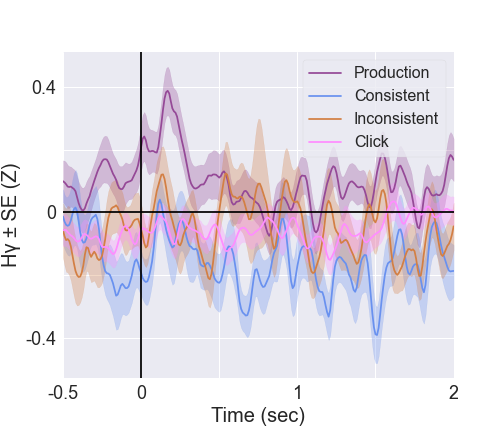 Production
Consistent
Inconsistent
Click
0.4
0
-0.4
Hγ ± SE (Z)
-0.5
0
1
2
Time (sec)